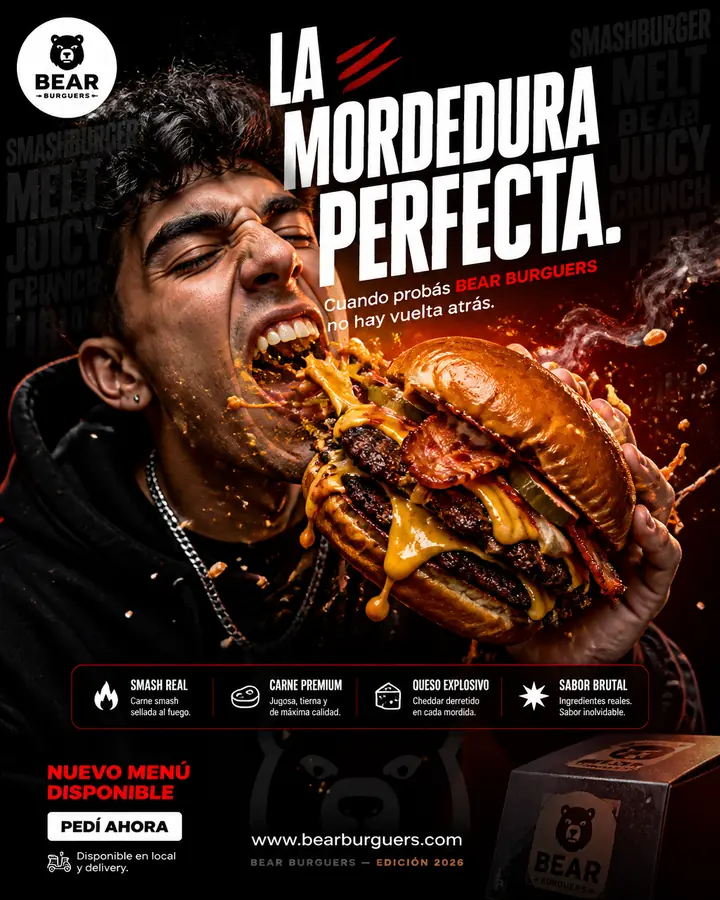 BEAR
BURGUERS
LA
MORDEDURA
PERFECTA.
Cuando probás BEAR BURGUERS
no hay vuelta atrás.
SMASHBURGER
MELT
JUICY
CRUNCH
SMASHBURGER
MELT
BEAR
JUICY
CRUNCH
SMASH REAL
Carne smash
sellada al fuego.
CARNE PREMIUM
Jugosa, tierna y
de máxima calidad.
QUESO EXPLOSIVO
Cheddar derretido
en cada mordida.
SABOR BRUTAL
Ingredientes reales.
Sabor inolvidable.
NUEVO MENÚ
DISPONIBLE
PEDÍ AHORA
Disponible en local
y delivery.
www.bearburguers.com
BEAR BURGUERS — EDICIÓN 2026
BEAR
BURGUERS